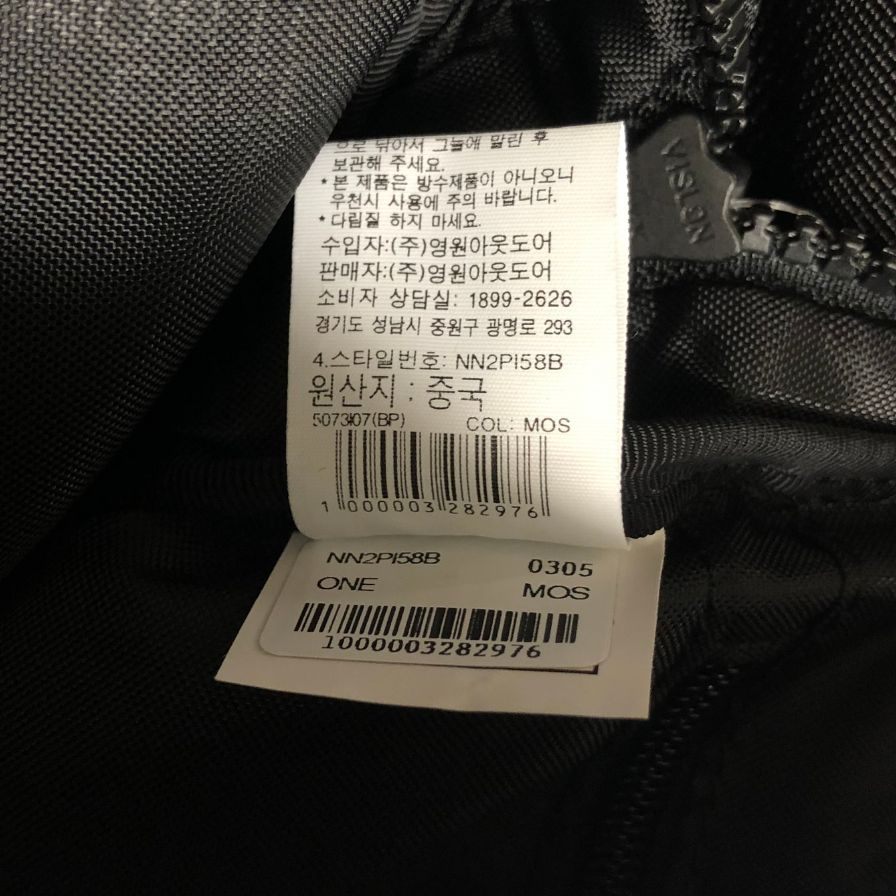 으로 닦아서 그늘에 말린 후
보관해 주세요.
* 본 제품은 방수제품이 아니오니
우천시 사용에 주의 바랍니다.
* 다림질 하지 마세요.
수입자:(주)영원아웃도어
판매자:(주)영원아웃도어
소비자 상담실: 1899-2626
경기도 성남시 중원구 광명로 293
4.스타일번호: NN2PI58B
원산지 : 중국
(BP) COL: MOS
1 000003 282976
NN2PI58B 0305
ONE MOS
1000003282976
VISLON